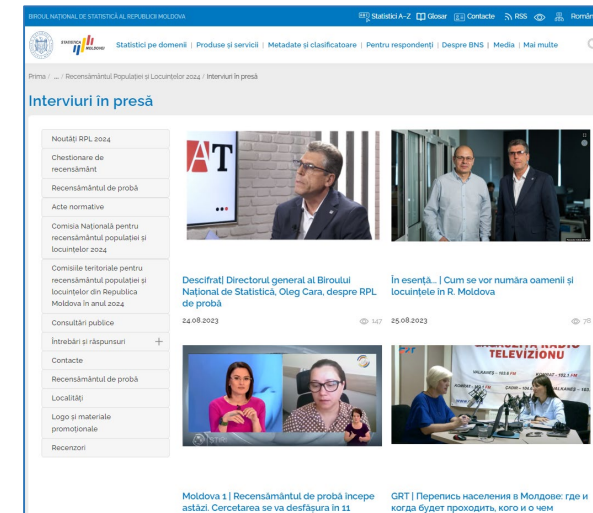 BIROUL NAȚIONAL DE STATISTICĂ AL REPUBLICII MOLDOVA
Statistici A-Z Glosar Contacte RSS Român
STATISTICA MOLDOVEI
Statistici pe domenii | Produse și servicii | Metadate și clasificatoare | Pentru respondenți | Despre BNS | Media | Mai multe
Prima / ... / Recensământul Populației și Locuințelor 2024 / Interviuri în presă
Interviuri în presă
Noutăți RPL 2024
Chestionare de
recensământ
Recensământul de probă
Acte normative
Comisia Națională pentru
recensământul populației și
locuințelor 2024
Comisiile teritoriale pentru
recensământul populației și
locuințelor din Republica
Moldova în anul 2024
Consultări publice
Întrebări și răspunsuri +
Contacte
Recensământul de probă
Localități
Logo și materiale
promoționale
Recenzori
AT
Descifrat| Directorul general al Biroului
Național de Statistică, Oleg Cara, despre RPL
de probă
24.08.2023 147
În esență... | Cum se vor număra oamenii și
locuințele în R. Moldova
25.08.2023 78
ȘTIRI
Moldova 1 | Recensământul de probă începe
astăzi. Cercetarea se va desfășura în 11
TELEVIZIONU
GRT | Перепись населения в Молдове: где и
когда будет проходить, кого и о чем